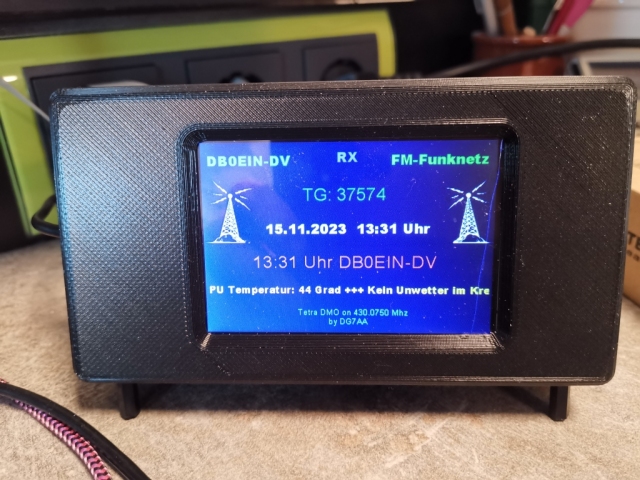 DB0EIN-DV RX FM-Funknetz
TG: 37574
15.11.2023 13:31 Uhr
13:31 Uhr DB0EIN-DV
PU Temperatur: 44 Grad +++ Kein Unwetter im Kre
Tetra DMO on 430.0750 Mhz
by DG7AA